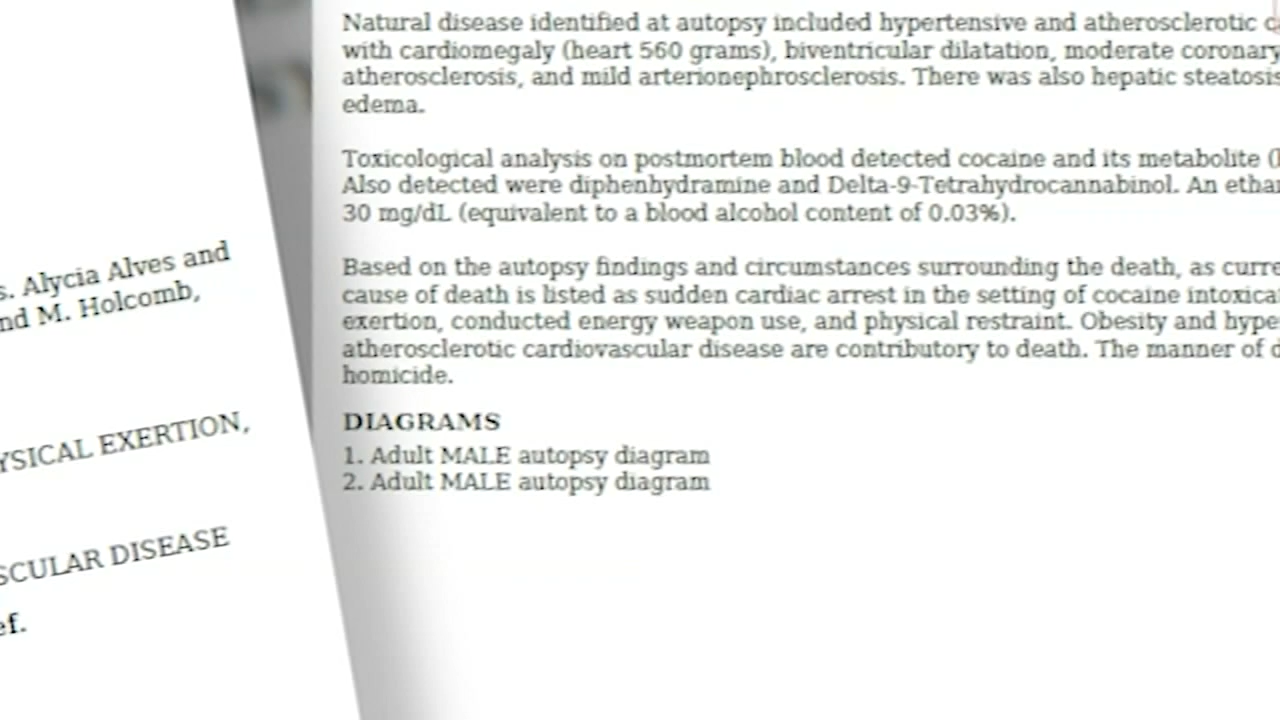 s. Alycia Alves and
nd M. Holcomb,
YSICAL EXERTION,
SCULAR DISEASE
ef.
Natural disease identified at autopsy included hypertensive and atherosclerotic
with cardiomegaly (heart 560 grams), biventricular dilatation, moderate coronary
atherosclerosis, and mild arterionephrosclerosis. There was also hepatic steatosis
edema.
Toxicological analysis on postmortem blood detected cocaine and its metabolite
Also detected were diphenhydramine and Delta-9-Tetrahydrocannabinol. An
30 mg/dL (equivalent to a blood alcohol content of 0.03%).
Based on the autopsy findings and circumstances surrounding the death, as
cause of death is listed as sudden cardiac arrest in the setting of cocaine
exertion, conducted energy weapon use, and physical restraint. Obesity and
atherosclerotic cardiovascular disease are contributory to death. The manner of
homicide.
DIAGRAMS
1. Adult MALE autopsy diagram
2. Adult MALE autopsy diagram